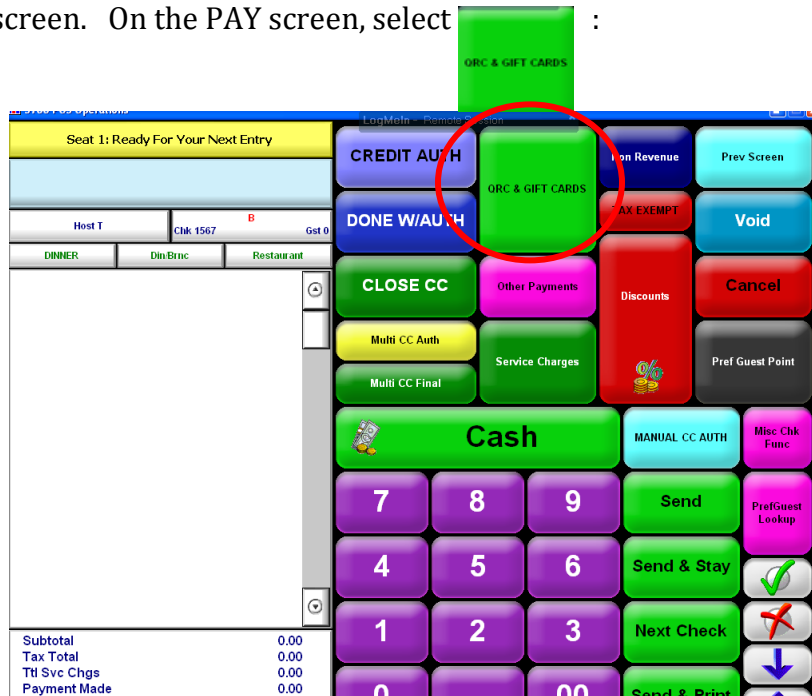 screen. On the PAY screen, select
QRC & GIFT CARDS
:
LogMeIn - Remote Session
Seat 1: Ready For Your Next Entry
Host T
Chk 1567
B
Gst 0
DINNER
Din/Brnc
Restaurant
CREDIT AUTH
QRC & GIFT CARDS
Non Revenue
Prev Screen
DONE W/AUTH
TAX EXEMPT
Void
CLOSE CC
Other Payments
Discounts
Cancel
Multi CC Auth
Service Charges
Pref Guest Point
Multi CC Final
%
Cash
MANUAL CC AUTH
Misc Chk
Func
7
8
9
Send
PrefGuest
Lookup
4
5
6
Send & Stay
1
2
3
Next Check
0
00
Send & Print
Subtotal 0.00
Tax Total 0.00
Ttl Svc Chgs 0.00
Payment Made 0.00